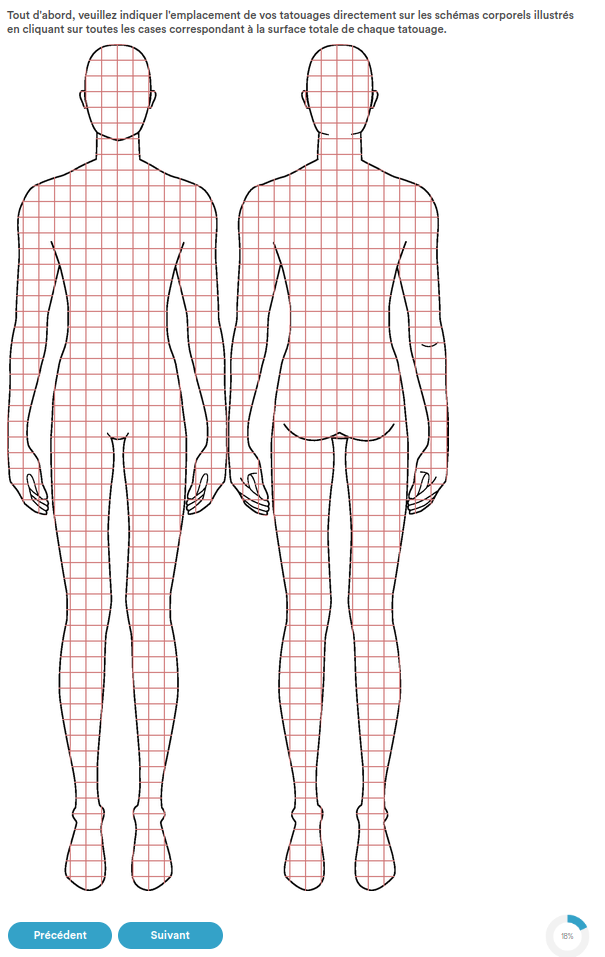 Tout d'abord, veuillez indiquer l'emplacement de vos tatouages directement sur les schémas corporels illustrés
en cliquant sur toutes les cases correspondant à la surface totale de chaque tatouage.
Précédent
Suivant
18%